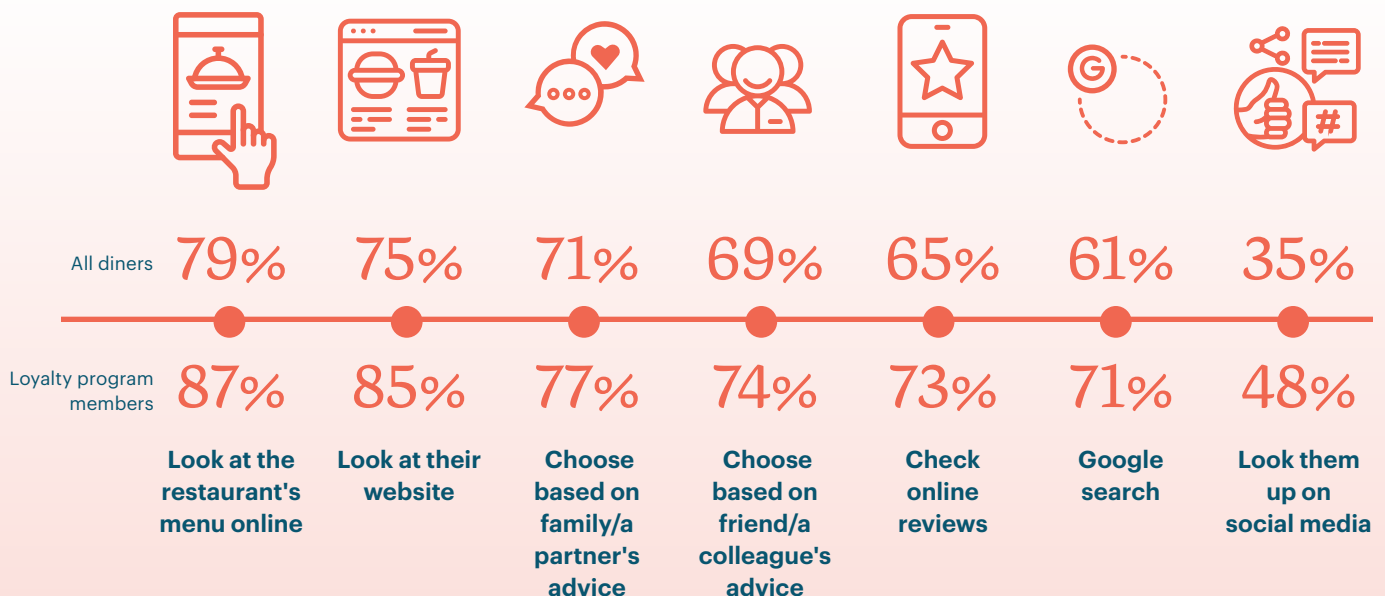 All diners 79% 75% 71% 69% 65% 61% 35%
Loyalty program
members 87% 85% 77% 74% 73% 71% 48%
Look at the
restaurant's
menu online
Look at their
website
Choose
based on
family/a
partner's
advice
Choose
based on
friend/a
colleague's
advice
Check
online
reviews
Google
search
Look them
up on
social media
G
#